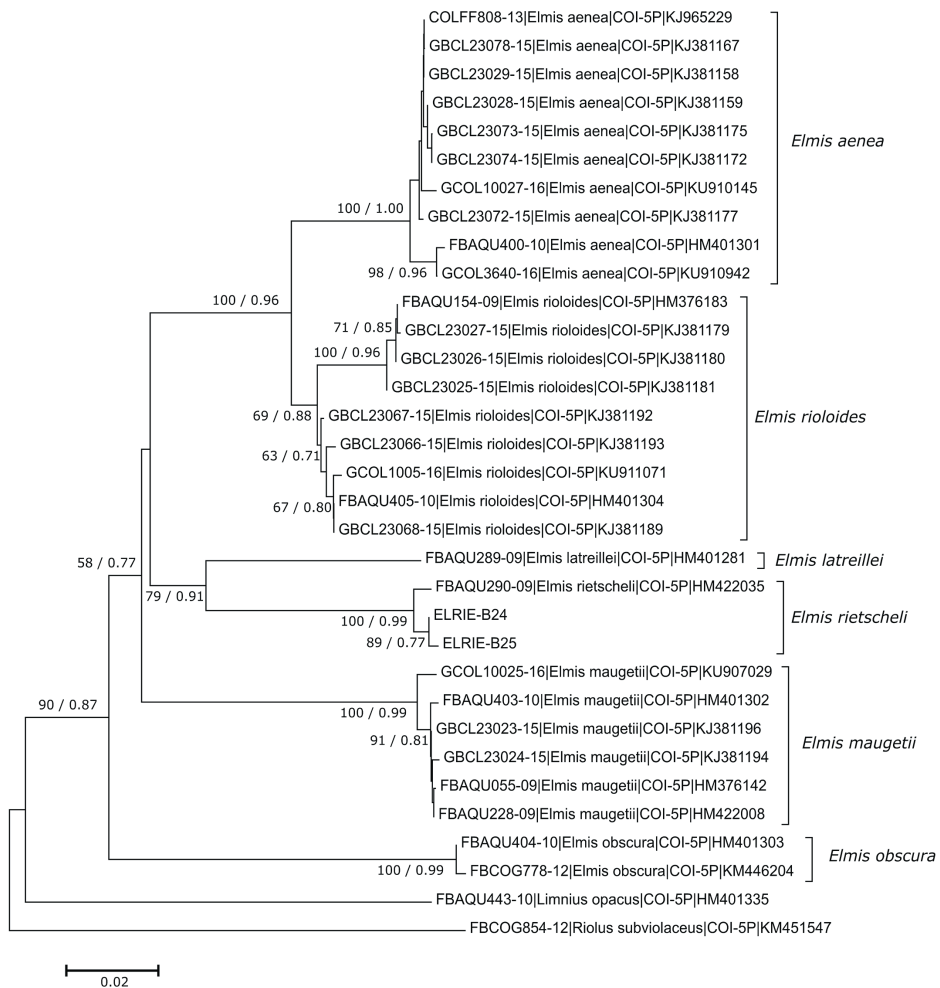 COLFF808-13|Elmis aenea|COI-5P|KJ965229
GBCL23078-15|Elmis aenea|COI-5P|KJ381167
GBCL23029-15|Elmis aenea|COI-5P|KJ381158
GBCL23028-15|Elmis aenea|COI-5P|KJ381159
GBCL23073-15|Elmis aenea|COI-5P|KJ381175
Elmis aenea
GBCL23074-15|Elmis aenea|COI-5P|KJ381172
GCOL10027-16|Elmis aenea|COI-5P|KU910145
100 / 1.00
GBCL23072-15|Elmis aenea|COI-5P|KJ381177
FBAQU400-10|Elmis aenea|COI-5P|HM401301
98 / 0.96
GCOL3640-16|Elmis aenea|COI-5P|KU910942
100 / 0.96
FBAQU154-09|Elmis rioloides|COI-5P|HM376183
71 / 0.85
GBCL23027-15|Elmis rioloides|COI-5P|KJ381179
100 / 0.96
GBCL23026-15|Elmis rioloides|COI-5P|KJ381180
GBCL23025-15|Elmis rioloides|COI-5P|KJ381181
69 / 0.88
GBCL23067-15|Elmis rioloides|COI-5P|KJ381192
Elmis rioloides
GBCL23066-15|Elmis rioloides|COI-5P|KJ381193
63 / 0.71
GCOL1005-16|Elmis rioloides|COI-5P|KU911071
FBAQU405-10|Elmis rioloides|COI-5P|HM401304
67 / 0.80
GBCL23068-15|Elmis rioloides|COI-5P|KJ381189
58 / 0.77
FBAQU289-09|Elmis latreillei|COI-5P|HM401281
Elmis latreillei
79 / 0.91
FBAQU290-09|Elmis rietscheli|COI-5P|HM422035
100 / 0.99
ELRIE-B24
Elmis rietscheli
89 / 0.77
ELRIE-B25
GCOL10025-16|Elmis maugetii|COI-5P|KU907029
90 / 0.87
100 / 0.99
FBAQU403-10|Elmis maugetii|COI-5P|HM401302
GBCL23023-15|Elmis maugetii|COI-5P|KJ381196
91 / 0.81
Elmis maugetii
GBCL23024-15|Elmis maugetii|COI-5P|KJ381194
FBAQU055-09|Elmis maugetii|COI-5P|HM376142
FBAQU228-09|Elmis maugetii|COI-5P|HM422008
FBAQU404-10|Elmis obscura|COI-5P|HM401303
Elmis obscura
100 / 0.99
FBCOG778-12|Elmis obscura|COI-5P|KM446204
FBAQU443-10|Limnius opacus|COI-5P|HM401335
FBCOG854-12|Riolus subviolaceus|COI-5P|KM451547
0.02